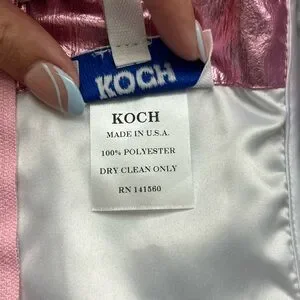 KOCH
KOCH
MADE IN U.S.A.
100% POLYESTER
DRY CLEAN ONLY
RN 141560